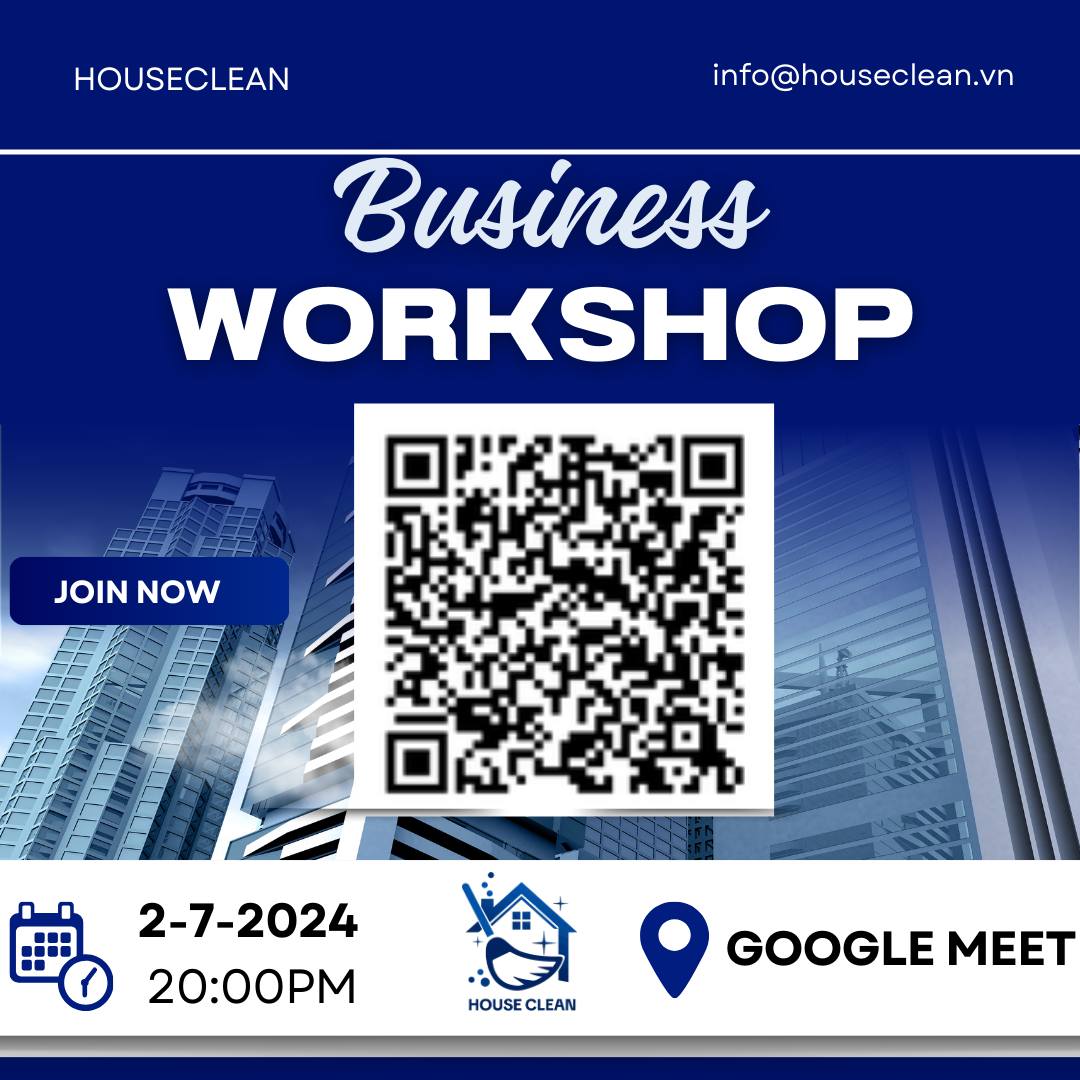 HOUSECLEAN
info@houseclean.vn
Business
WORKSHOP
JOIN NOW
2-7-2024
20:00PM
HOUSE CLEAN
GOOGLE MEET